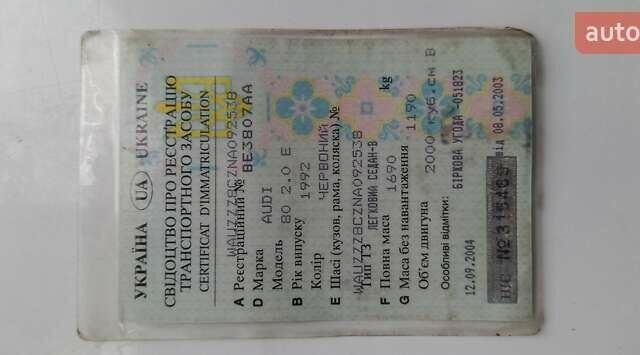 auto
УКРАЇНА UA UKRAINE
СВІДОЦТВО ПРО РЕЄСТРАЦІЮ
ТРАНСПОРТНОГО ЗАСОБУ
CERTIFICAT D'IMMATRICULATION
WAUZZZ8CZNA092538
A Реєстраційний № BE3807AA
D Марка AUDI
Модель 80 2.0 E
B Рік випуску 1992
Колір ЧЕРВОНИЙ
E Шасі (кузов, рама, коляска) №
WAUZZZ8CZNA092538
Тип ТЗ ЛЕГКОВИЙ СЕДАН-В
F Повна маса 1690 kg
G Маса без навантаження 1190
Об'єм двигуна 2000 куб.см В
Особливі відмітки: БІРЖОВА УГОДА -051823
12.09.2004 від 08.05.2003